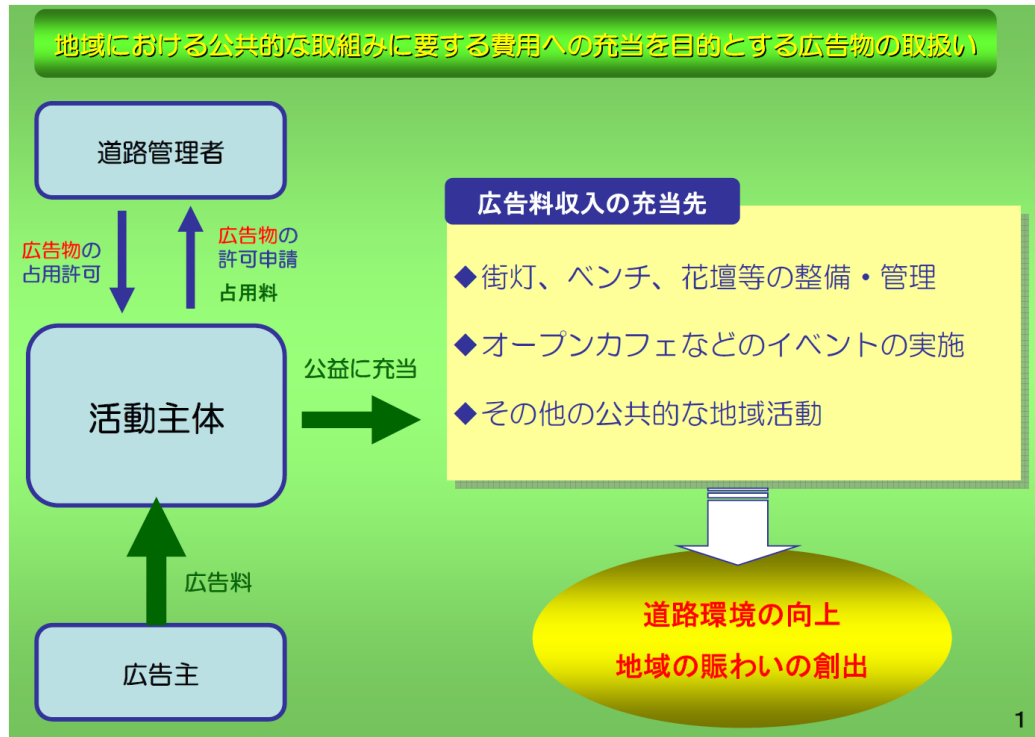 地域における公共的な取組みに要する費用への充当を目的とする広告物の取扱い
道路管理者
広告物の
占用許可
広告物の
許可申請
占用料
活動主体
公益に充当
広告料
広告主
広告料収入の充当先
◆街灯、ベンチ、花壇等の整備・管理
◆オープンカフェなどのイベントの実施
◆その他の公共的な地域活動
道路環境の向上
地域の賑わいの創出
1